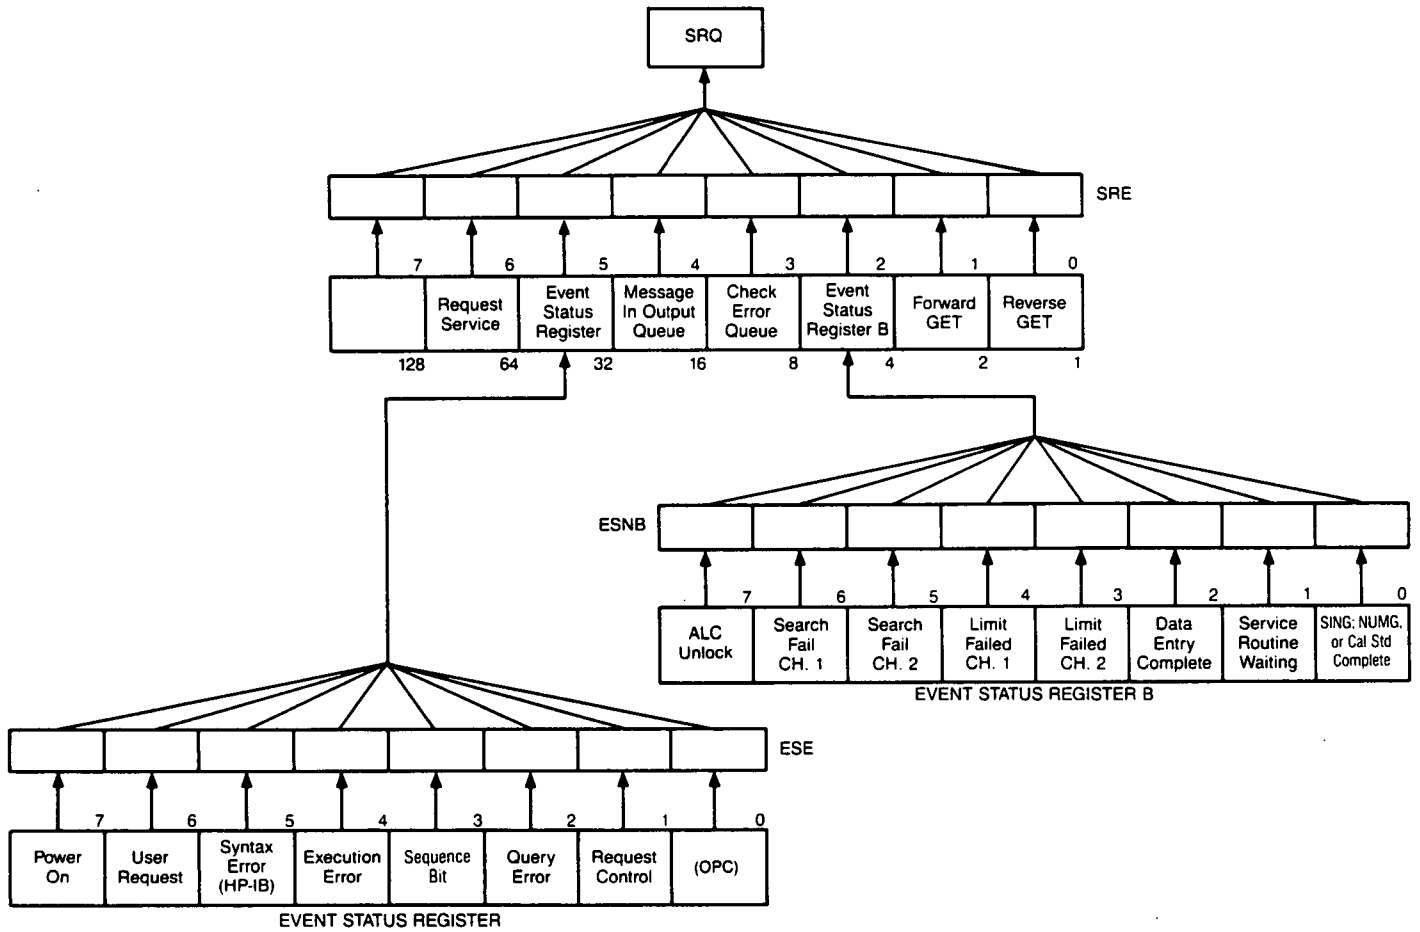 SRQ
SRE
7 6 5 4 3 2 1 0
Request
Service
Event
Status
Register
Message
In Output
Queue
Check
Error
Queue
Event
Status
Register B
Forward
GET
Reverse
GET
128 64 32 16 8 4 2 1
ESNB
7 6 5 4 3 2 1 0
ALC
Unlock
Search
Fail
CH. 1
Search
Fail
CH. 2
Limit
Failed
CH. 1
Limit
Failed
CH. 2
Data
Entry
Complete
Service
Routine
Waiting
SING; NUMG,
or Cal Std
Complete
EVENT STATUS REGISTER B
ESE
7 6 5 4 3 2 1 0
Power
On
User
Request
Syntax
Error
(HP-IB)
Execution
Error
Sequence
Bit
Query
Error
Request
Control
(OPC)
EVENT STATUS REGISTER